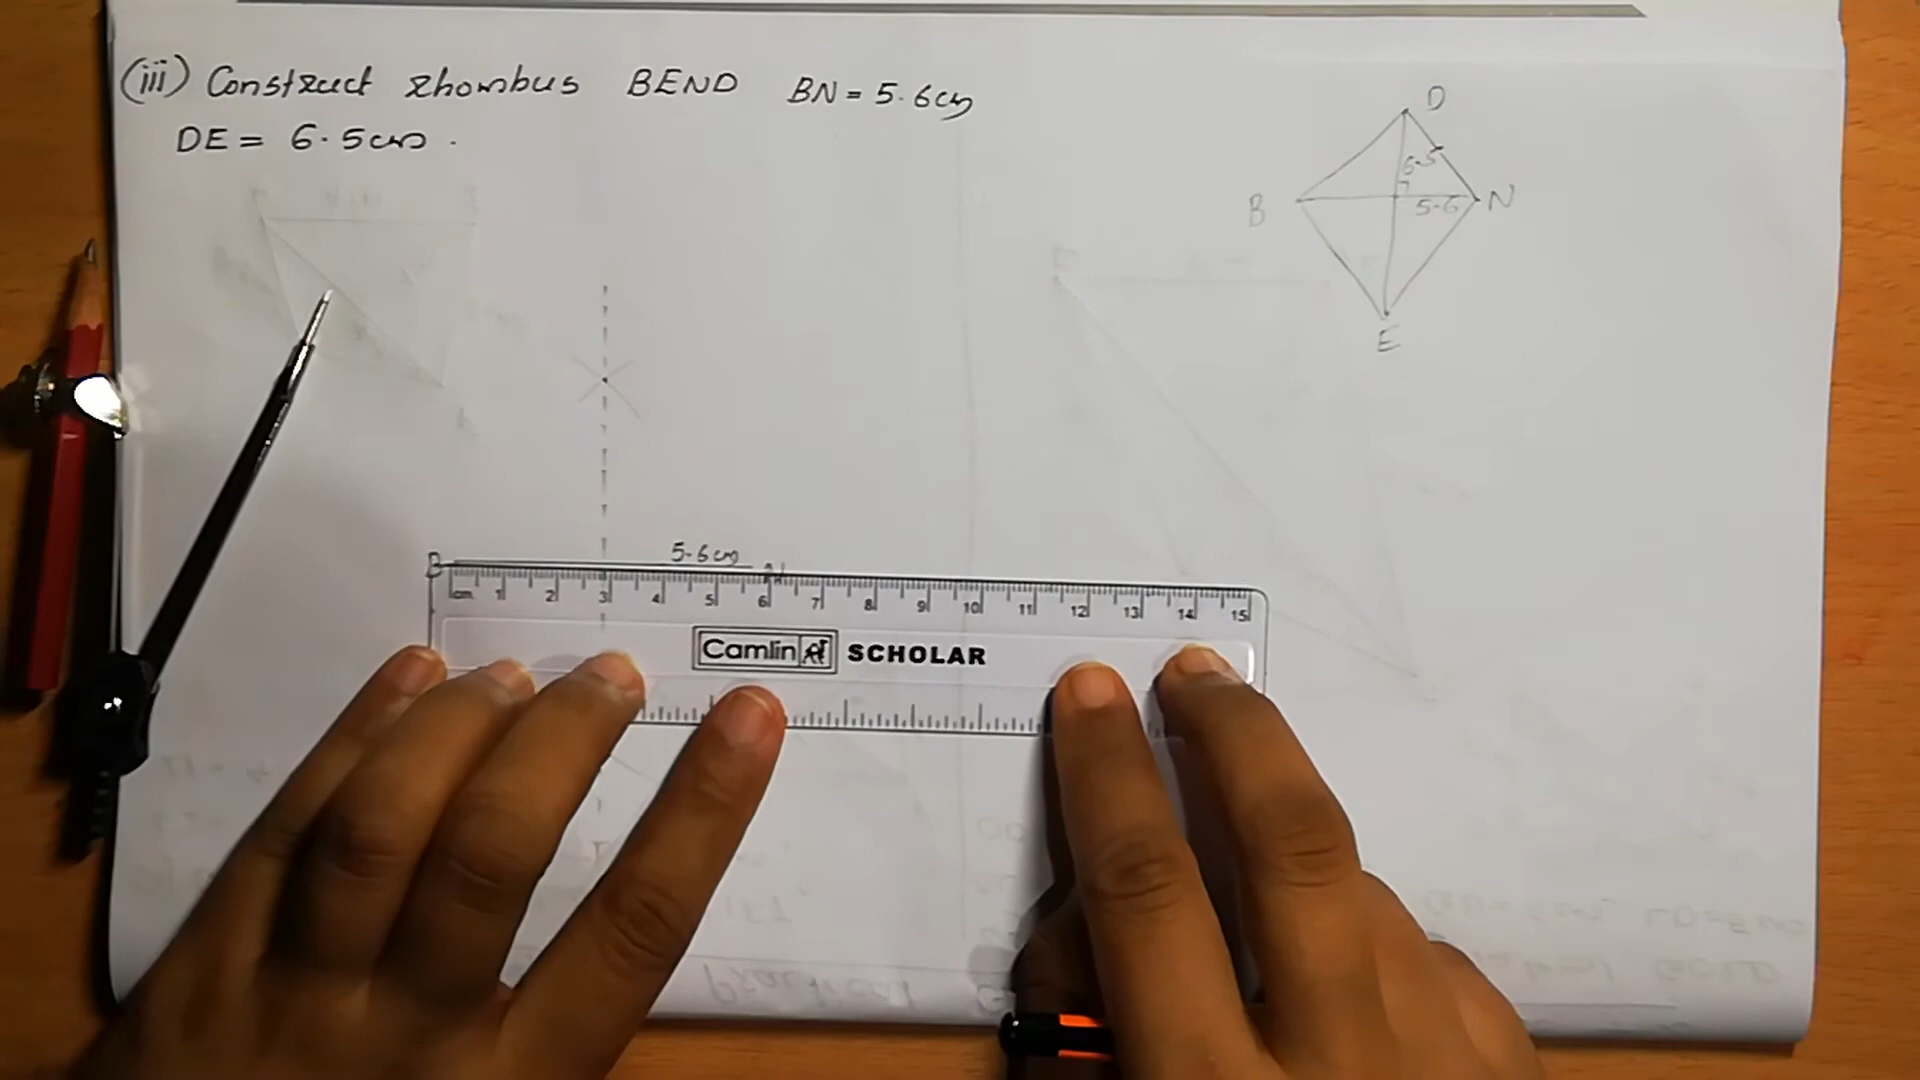 (iii) Construct rhombus BEND BN = 5.6cm
DE = 6.5cm.
D
6.5
B 5.6 N
E
5.6cm
B N
cm 1 2 3 4 5 6 7 8 9 10 11 12 13 14 15
Camlin SCHOLAR